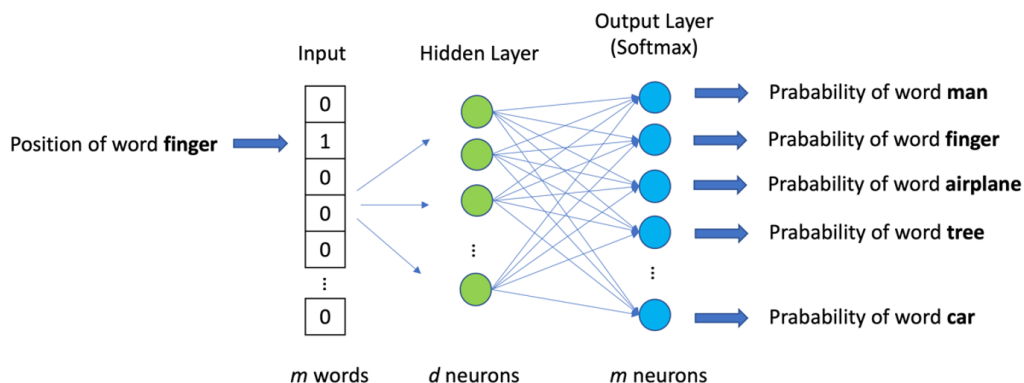 Output Layer
(Softmax)
Input
Hidden Layer
Position of word finger
0
1
0
0
0
⋮
0
⋮
⋮
Prabability of word man
Prabability of word finger
Prabability of word airplane
Prabability of word tree
Prabability of word car
m words
d neurons
m neurons